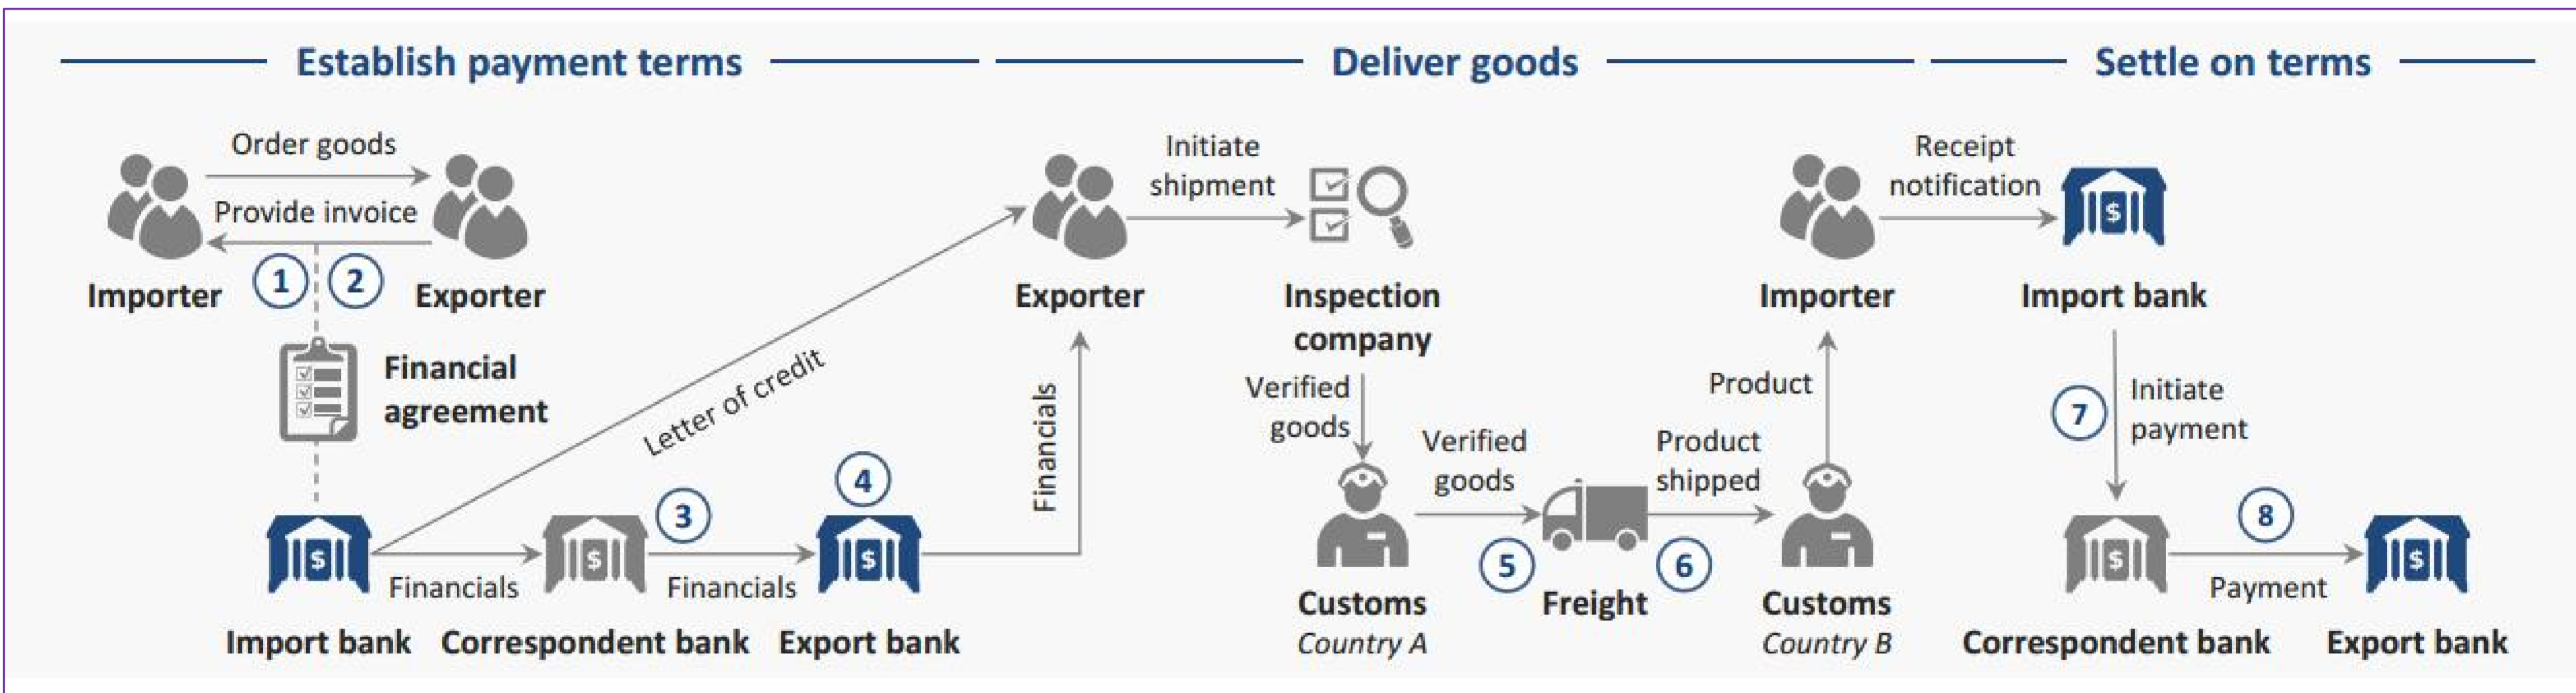 Establish payment terms
Deliver goods
Settle on terms
Order goods
Provide invoice
Importer
1
2
Exporter
Financial
agreement
Letter of credit
Import bank
Financials
Correspondent bank
3
Financials
4
Export bank
Financials
Exporter
Initiate
shipment
Inspection
company
Verified
goods
Customs
Country A
Verified
goods
5
Freight
6
Product
shipped
Customs
Country B
Product
Importer
Receipt
notification
Import bank
7
Initiate
payment
Correspondent bank
8
Payment
Export bank
$
$
$
$
$
$